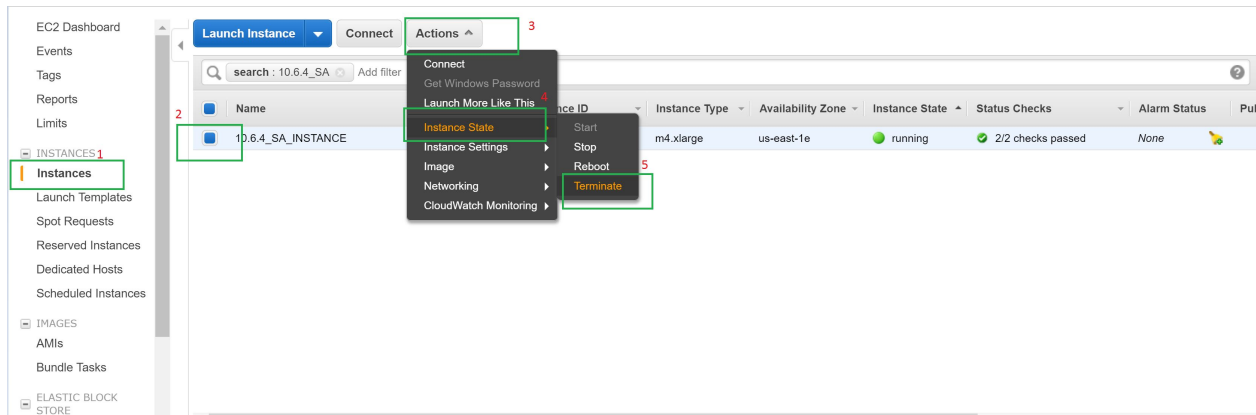 EC2 Dashboard
Events
Tags
Reports
Limits
INSTANCES 1
Instances
Launch Templates
Spot Requests
Reserved Instances
Dedicated Hosts
Scheduled Instances
IMAGES
AMIs
Bundle Tasks
ELASTIC BLOCK
STORE
Launch Instance Connect Actions 3
search : 10.6.4_SA Add filter
2 Name nce ID Instance Type Availability Zone Instance State Status Checks Alarm Status Pul
10.6.4_SA_INSTANCE m4.xlarge us-east-1e running 2/2 checks passed None
Connect
Get Windows Password
Launch More Like This 4
Instance State
Instance Settings
Image
Networking
CloudWatch Monitoring
Start
Stop
Reboot 5
Terminate